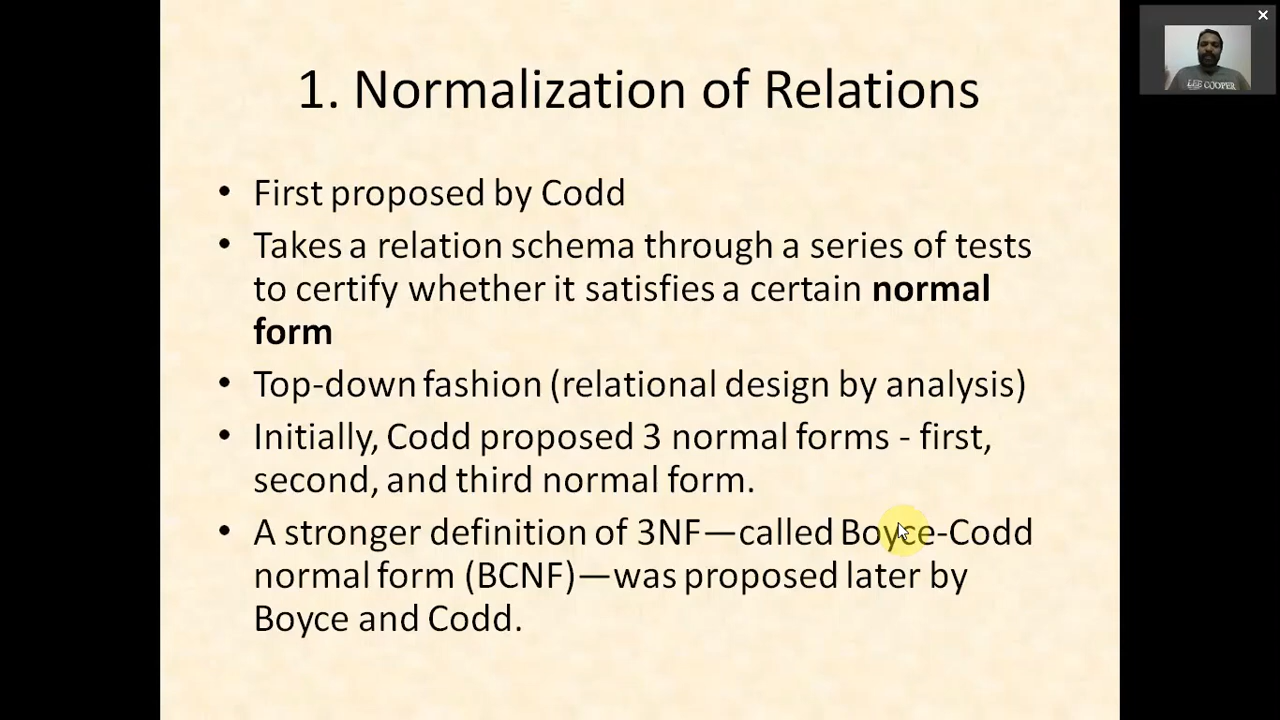 1. Normalization of Relations
• First proposed by Codd
• Takes a relation schema through a series of tests
to certify whether it satisfies a certain normal
form
• Top-down fashion (relational design by analysis)
• Initially, Codd proposed 3 normal forms - first,
second, and third normal form.
• A stronger definition of 3NF—called Boyce-Codd
normal form (BCNF)—was proposed later by
Boyce and Codd.
LEE COOPER